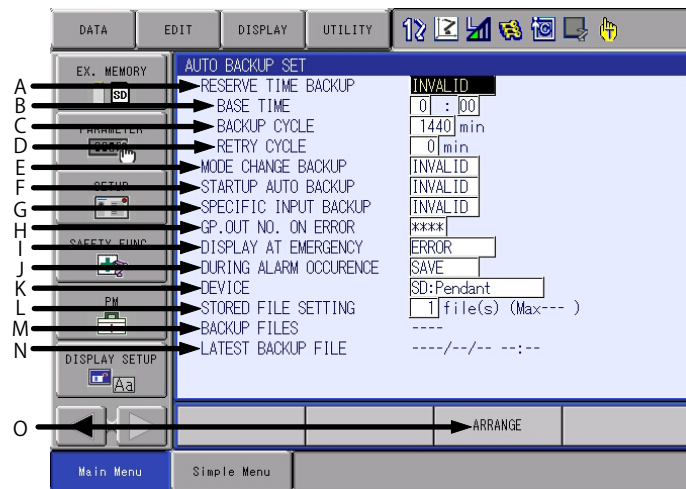 DATA EDIT DISPLAY UTILITY
EX. MEMORY
SD
PARAMETER
SETUP
SAFETY FUNC
PM
DISPLAY SETUP
Aa
AUTO BACKUP SET
A RESERVE TIME BACKUP INVALID
B BASE TIME 0 : 00
C BACKUP CYCLE 1440 min
D RETRY CYCLE 0 min
E MODE CHANGE BACKUP INVALID
F STARTUP AUTO BACKUP INVALID
G SPECIFIC INPUT BACKUP INVALID
H GP.OUT NO. ON ERROR ****
I DISPLAY AT EMERGENCY ERROR
J DURING ALARM OCCURENCE SAVE
K DEVICE SD:Pendant
L STORED FILE SETTING 1 file(s) (Max--- )
M BACKUP FILES ----
N LATEST BACKUP FILE ----/--/-- --:--
O ARRANGE
Main Menu Simple Menu